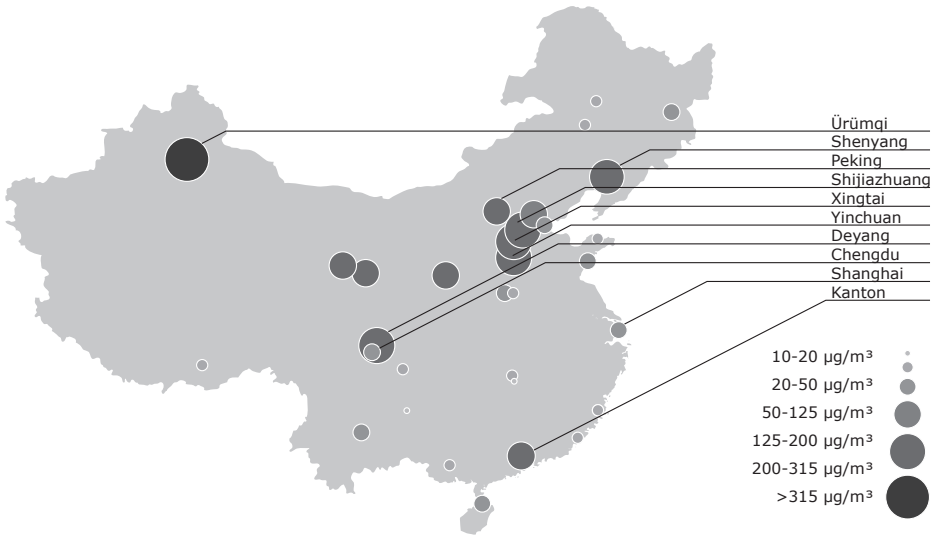 Ürümqi
Shenyang
Peking
Shijiazhuang
Xingtai
Yinchuan
Deyang
Chengdu
Shanghai
Kanton
10-20 µg/m³
20-50 µg/m³
50-125 µg/m³
125-200 µg/m³
200-315 µg/m³
>315 µg/m³